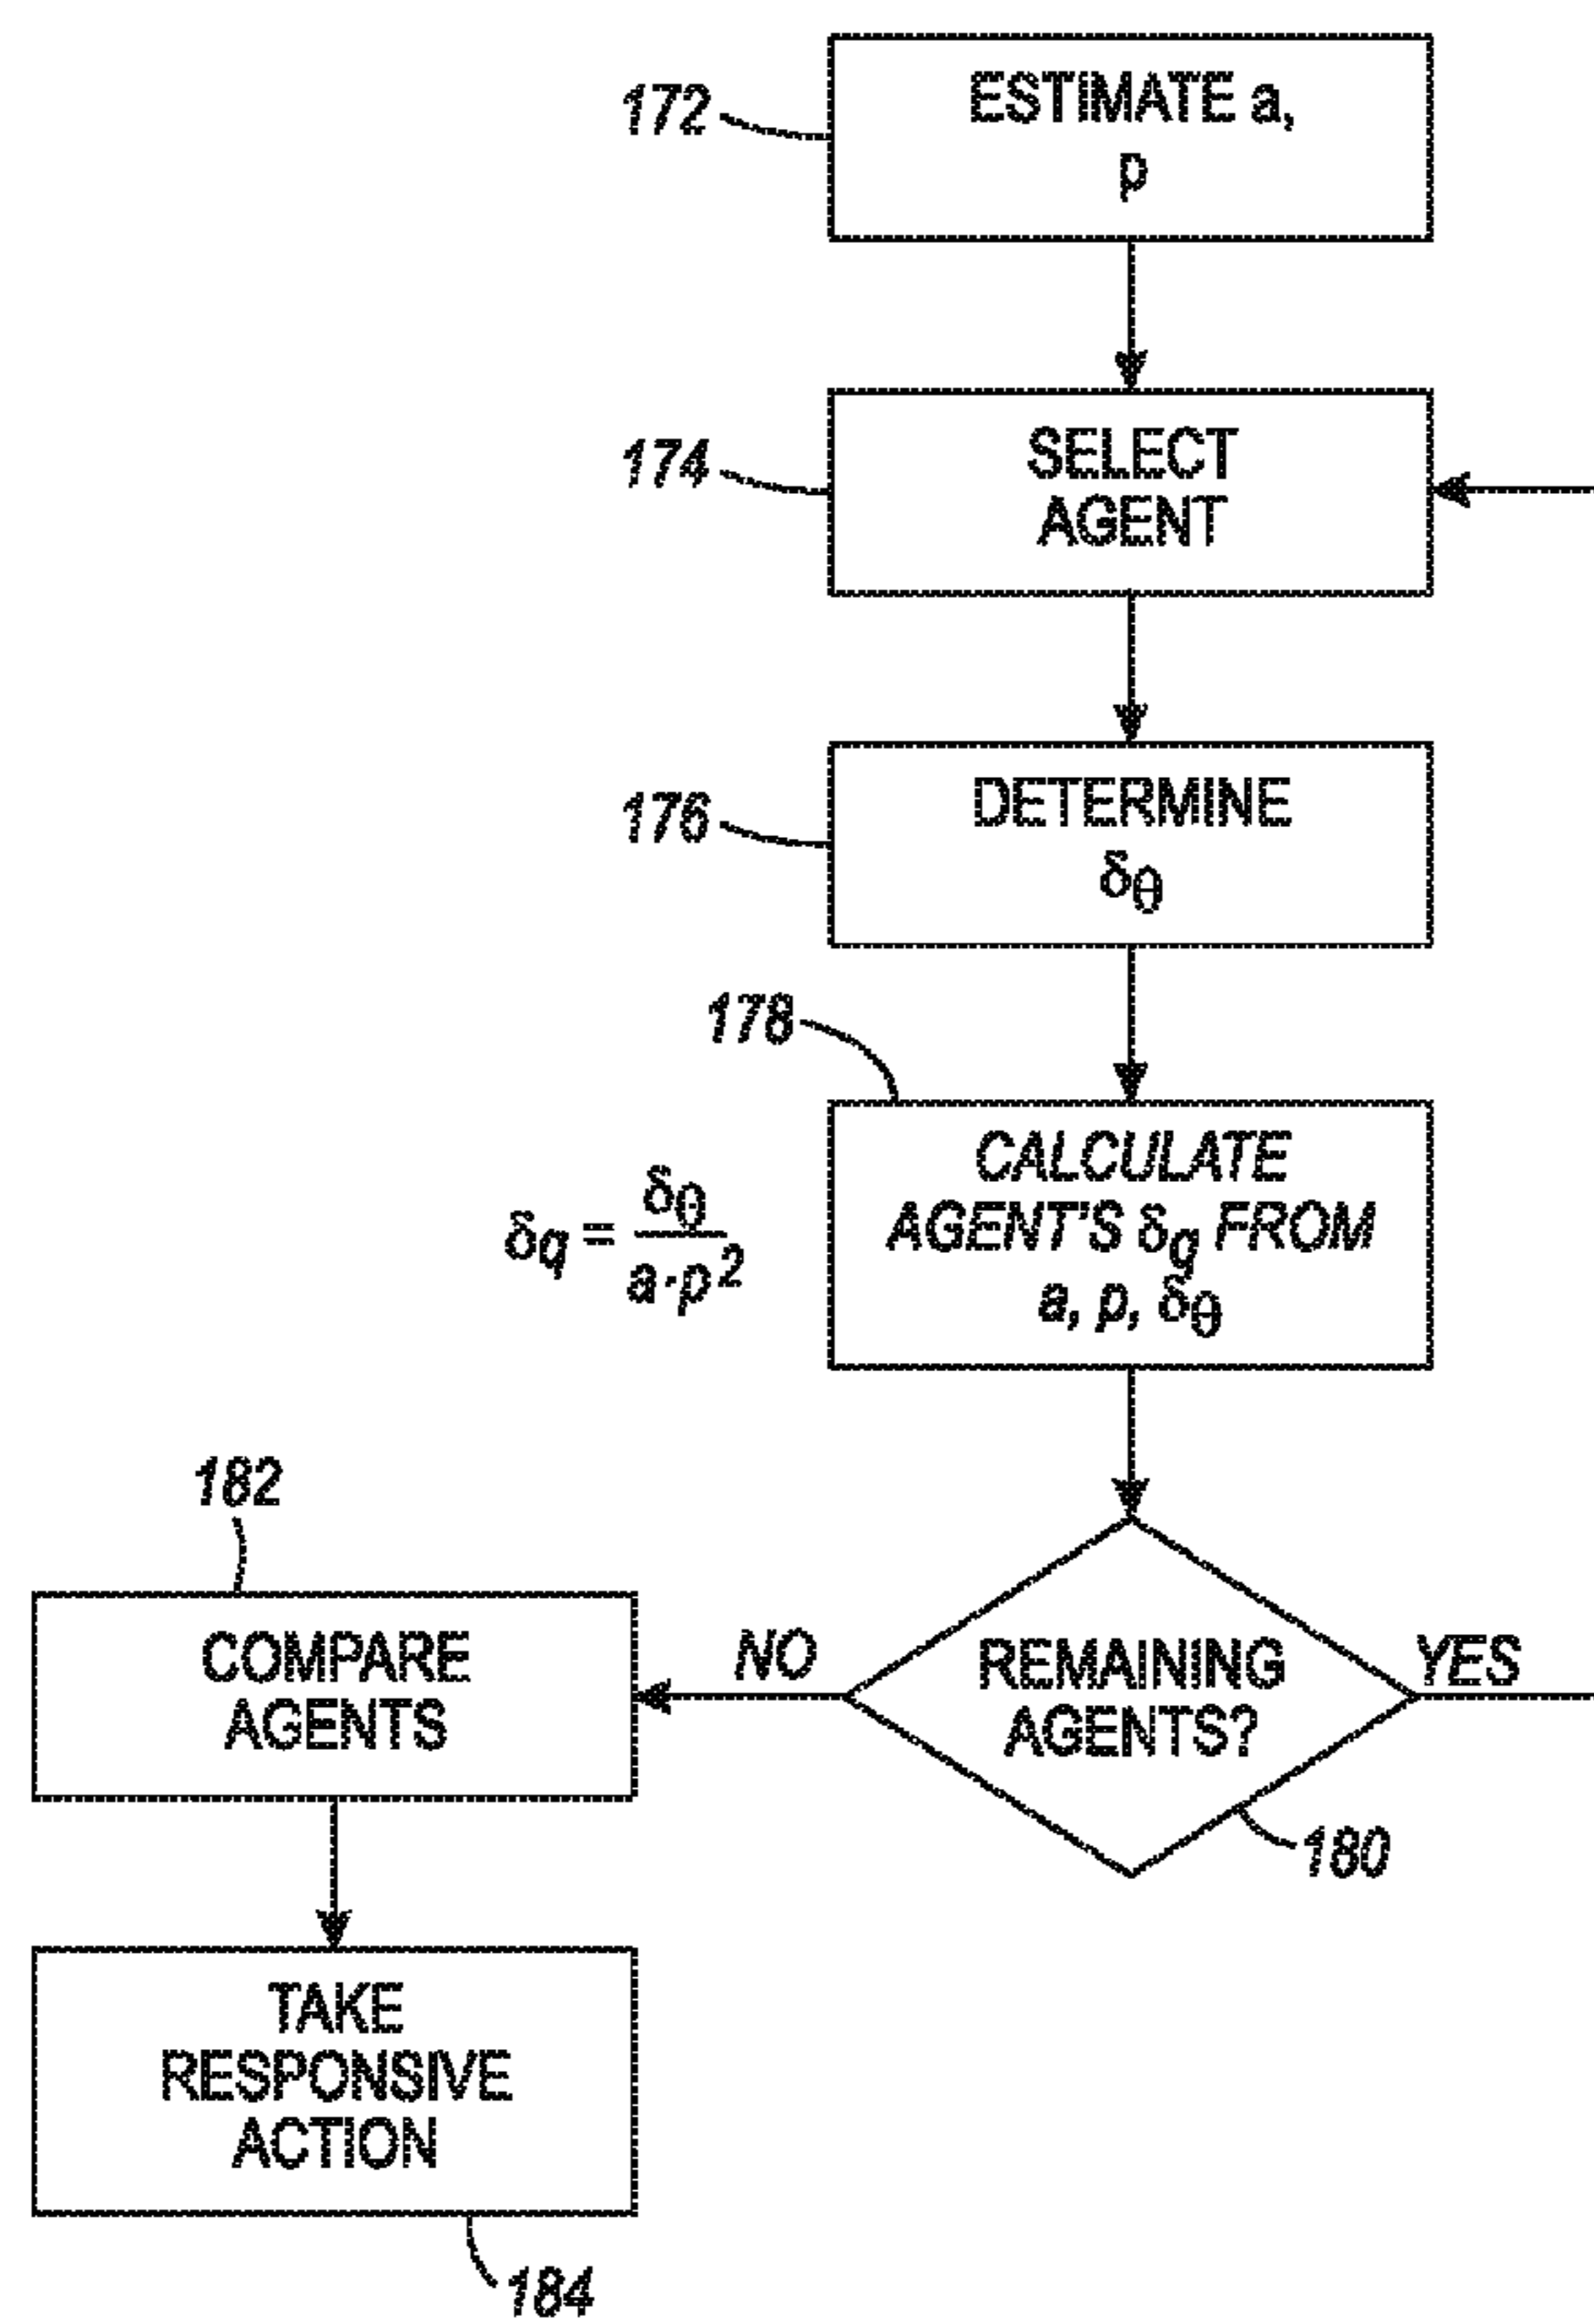 172
ESTIMATE a,
p
174
SELECT
AGENT
176
DETERMINE
δθ
178
CALCULATE
AGENT'S δq FROM
a, p, δθ
δq = δθ / a·p²
182
COMPARE
AGENTS
NO
REMAINING
AGENTS?
YES
180
TAKE
RESPONSIVE
ACTION
184